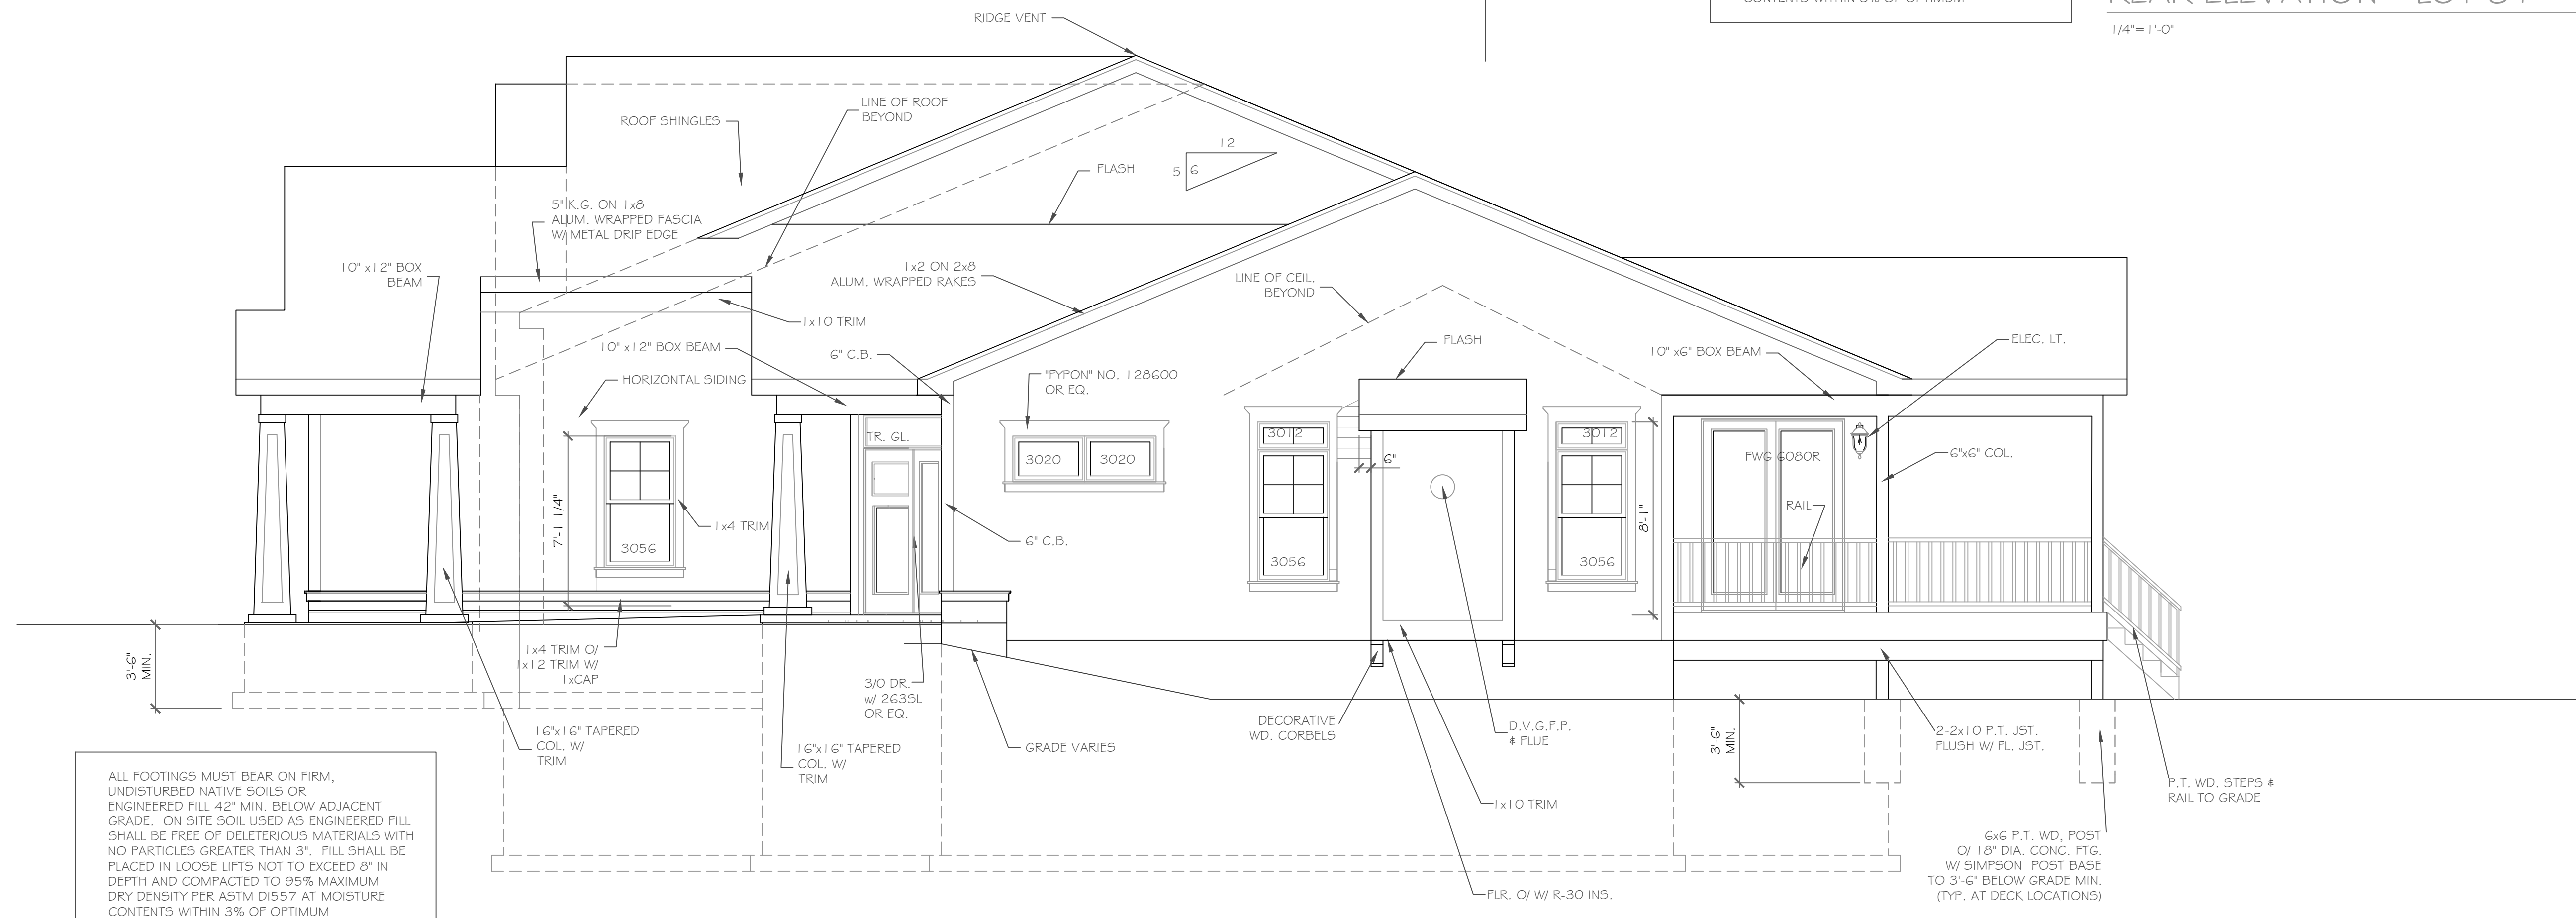 RIDGE VENT
1/4"=1'-0"
ROOF SHINGLES
LINE OF ROOF
BEYOND
FLASH
12
5
6
5" K.G. ON 1x8
ALUM. WRAPPED FASCIA
W/ METAL DRIP EDGE
10" x12" BOX
BEAM
1x2 ON 2x8
ALUM. WRAPPED RAKES
LINE OF CEIL.
BEYOND
1x10 TRIM
10" x12" BOX BEAM
6" C.B.
FLASH
10" x6" BOX BEAM
ELEC. LT.
HORIZONTAL SIDING
"FYPON" NO. 128600
OR EQ.
TR. GL.
3020
3020
3012
3012
6"
FWG 6080R
6"x6" COL.
RAIL
7'-1 1/4"
1x4 TRIM
8'-1"
3056
6" C.B.
3056
3056
3'-6"
MIN.
1x4 TRIM O/
1x12 TRIM W/
1xCAP
3/0 DR.
w/ 263SL
OR EQ.
16"x16" TAPERED
COL. W/
TRIM
16"x16" TAPERED
COL. W/
TRIM
GRADE VARIES
DECORATIVE
WD. CORBELS
D.V.G.F.P.
& FLUE
3'-6"
MIN.
2-2x10 P.T. JST.
FLUSH W/ FL. JST.
P.T. WD. STEPS &
RAIL TO GRADE
1x10 TRIM
FLR. O/ W/ R-30 INS.
6x6 P.T. WD, POST
O/ 18" DIA. CONC. FTG.
W/ SIMPSON POST BASE
TO 3'-6" BELOW GRADE MIN.
(TYP. AT DECK LOCATIONS)
ALL FOOTINGS MUST BEAR ON FIRM,
UNDISTURBED NATIVE SOILS OR
ENGINEERED FILL 42" MIN. BELOW ADJACENT
GRADE. ON SITE SOIL USED AS ENGINEERED FILL
SHALL BE FREE OF DELETERIOUS MATERIALS WITH
NO PARTICLES GREATER THAN 3". FILL SHALL BE
PLACED IN LOOSE LIFTS NOT TO EXCEED 8" IN
DEPTH AND COMPACTED TO 95% MAXIMUM
DRY DENSITY PER ASTM D1557 AT MOISTURE
CONTENTS WITHIN 3% OF OPTIMUM